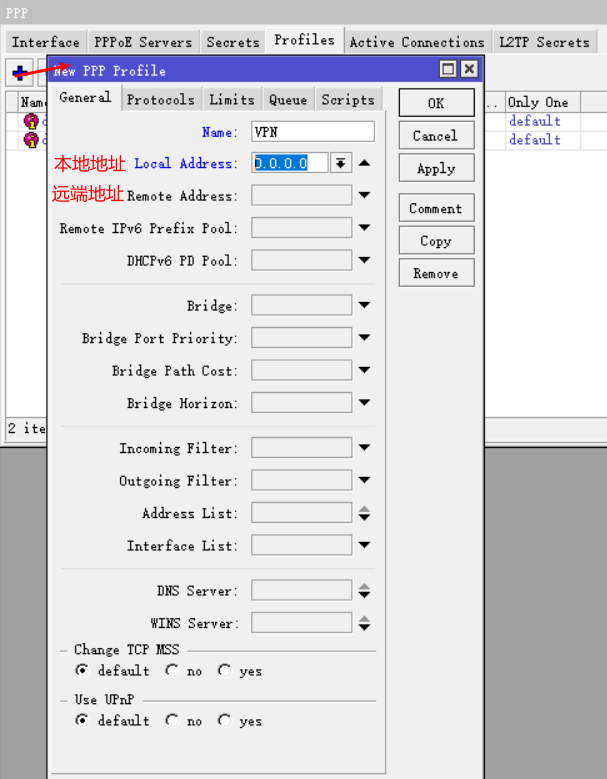 PPP
Interface PPPoE Servers Secrets Profiles Active Connections L2TP Secrets
New PPP Profile
Name
.. Only One
default
default
General Protocols Limits Queue Scripts
OK
Cancel
Apply
Comment
Copy
Remove
Name: VPN
本地地址 Local Address: 0.0.0.0
远端地址 Remote Address:
Remote IPv6 Prefix Pool:
DHCPv6 PD Pool:
Bridge:
Bridge Port Priority:
Bridge Path Cost:
Bridge Horizon:
Incoming Filter:
Outgoing Filter:
Address List:
Interface List:
DNS Server:
WINS Server:
Change TCP MSS
default no yes
Use UPnP
default no yes
2 ite